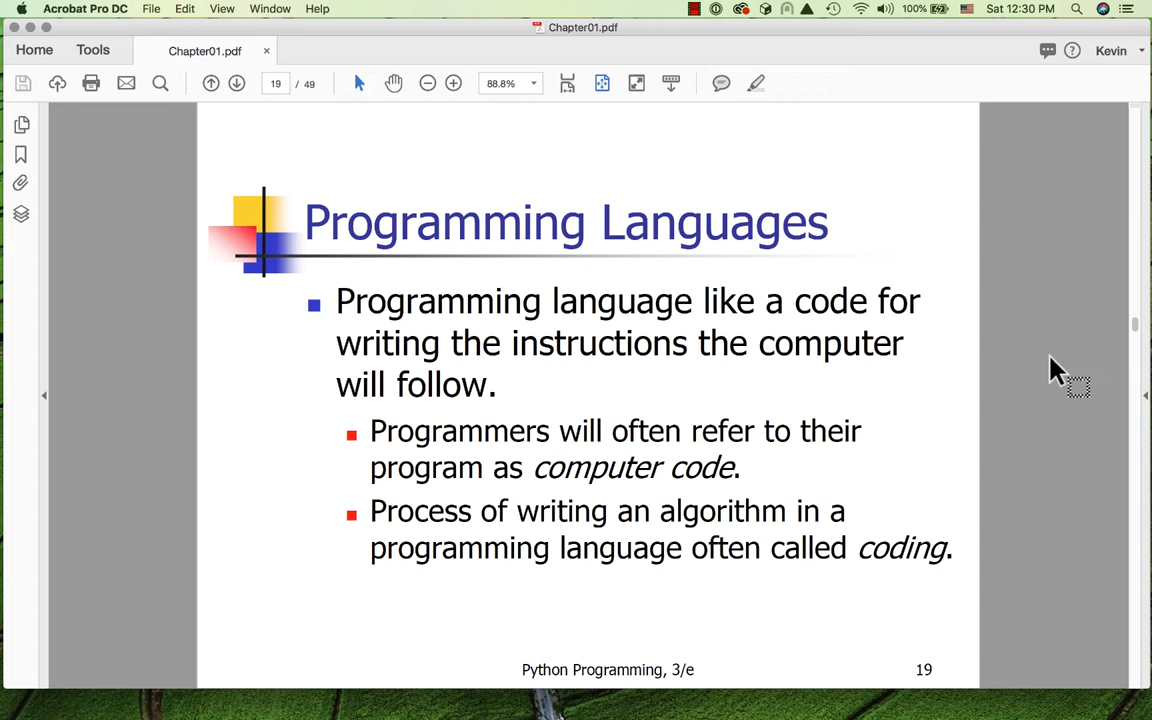 Acrobat Pro DC File Edit View Window Help 100% Sat 12:30 PM
Chapter01.pdf
Home Tools Chapter01.pdf × Kevin
19 / 49 88.8%
Programming Languages
Programming language like a code for
writing the instructions the computer
will follow.
Programmers will often refer to their
program as computer code.
Process of writing an algorithm in a
programming language often called coding.
Python Programming, 3/e 19